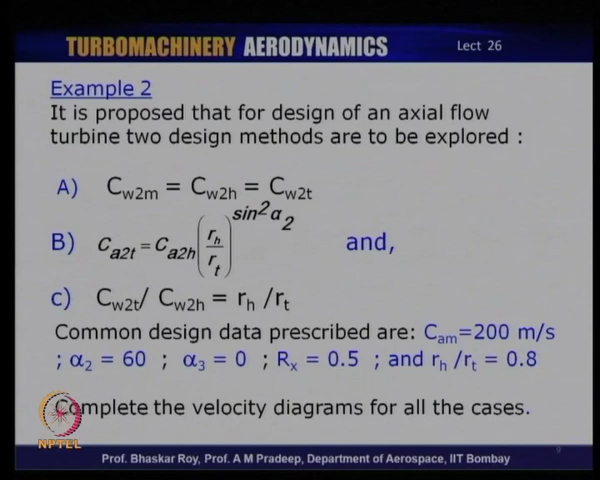 TURBOMACHINERY AERODYNAMICS
Lect 26
Example 2
It is proposed that for design of an axial flow
turbine two design methods are to be explored :
A) Cw2m = Cw2h = Cw2t
B) Ca2t = Ca2h (rh/rt)^sin²α2 and,
c) Cw2t/ Cw2h = rh /rt
Common design data prescribed are: Cam=200 m/s
; α2 = 60 ; α3 = 0 ; Rx = 0.5 ; and rh /rt = 0.8
Complete the velocity diagrams for all the cases.
NPTEL
9
Prof. Bhaskar Roy, Prof. A M Pradeep, Department of Aerospace, IIT Bombay